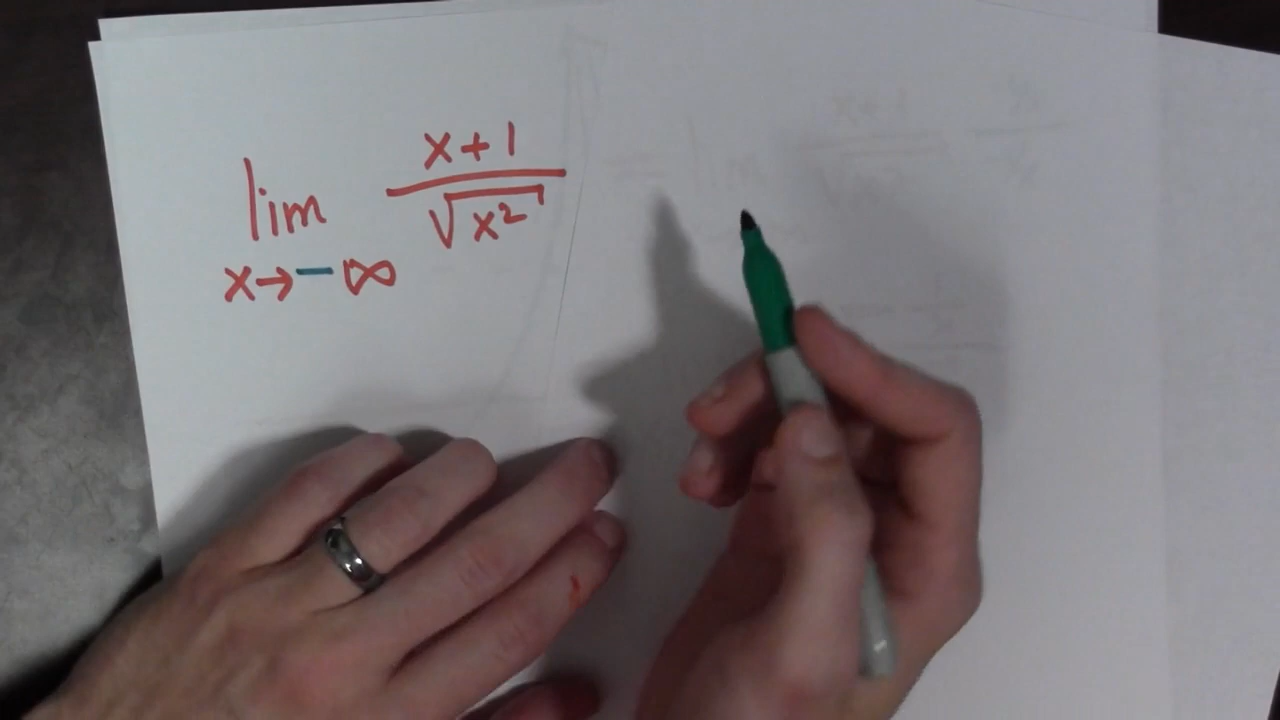 lim x+1 / √x²
x→-∞